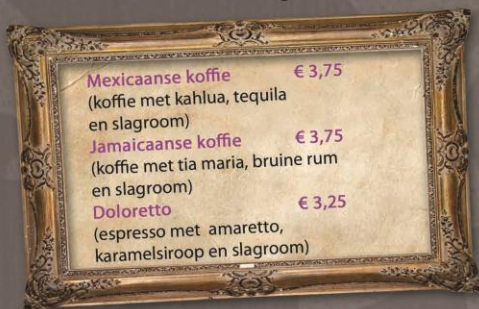 Mexicaanse koffie € 3,75
(koffie met kahlua, tequila
en slagroom)
Jamaicaanse koffie € 3,75
(koffie met tia maria, bruine rum
en slagroom)
Doloretto € 3,25
(espresso met amaretto,
karamelsiroop en slagroom)